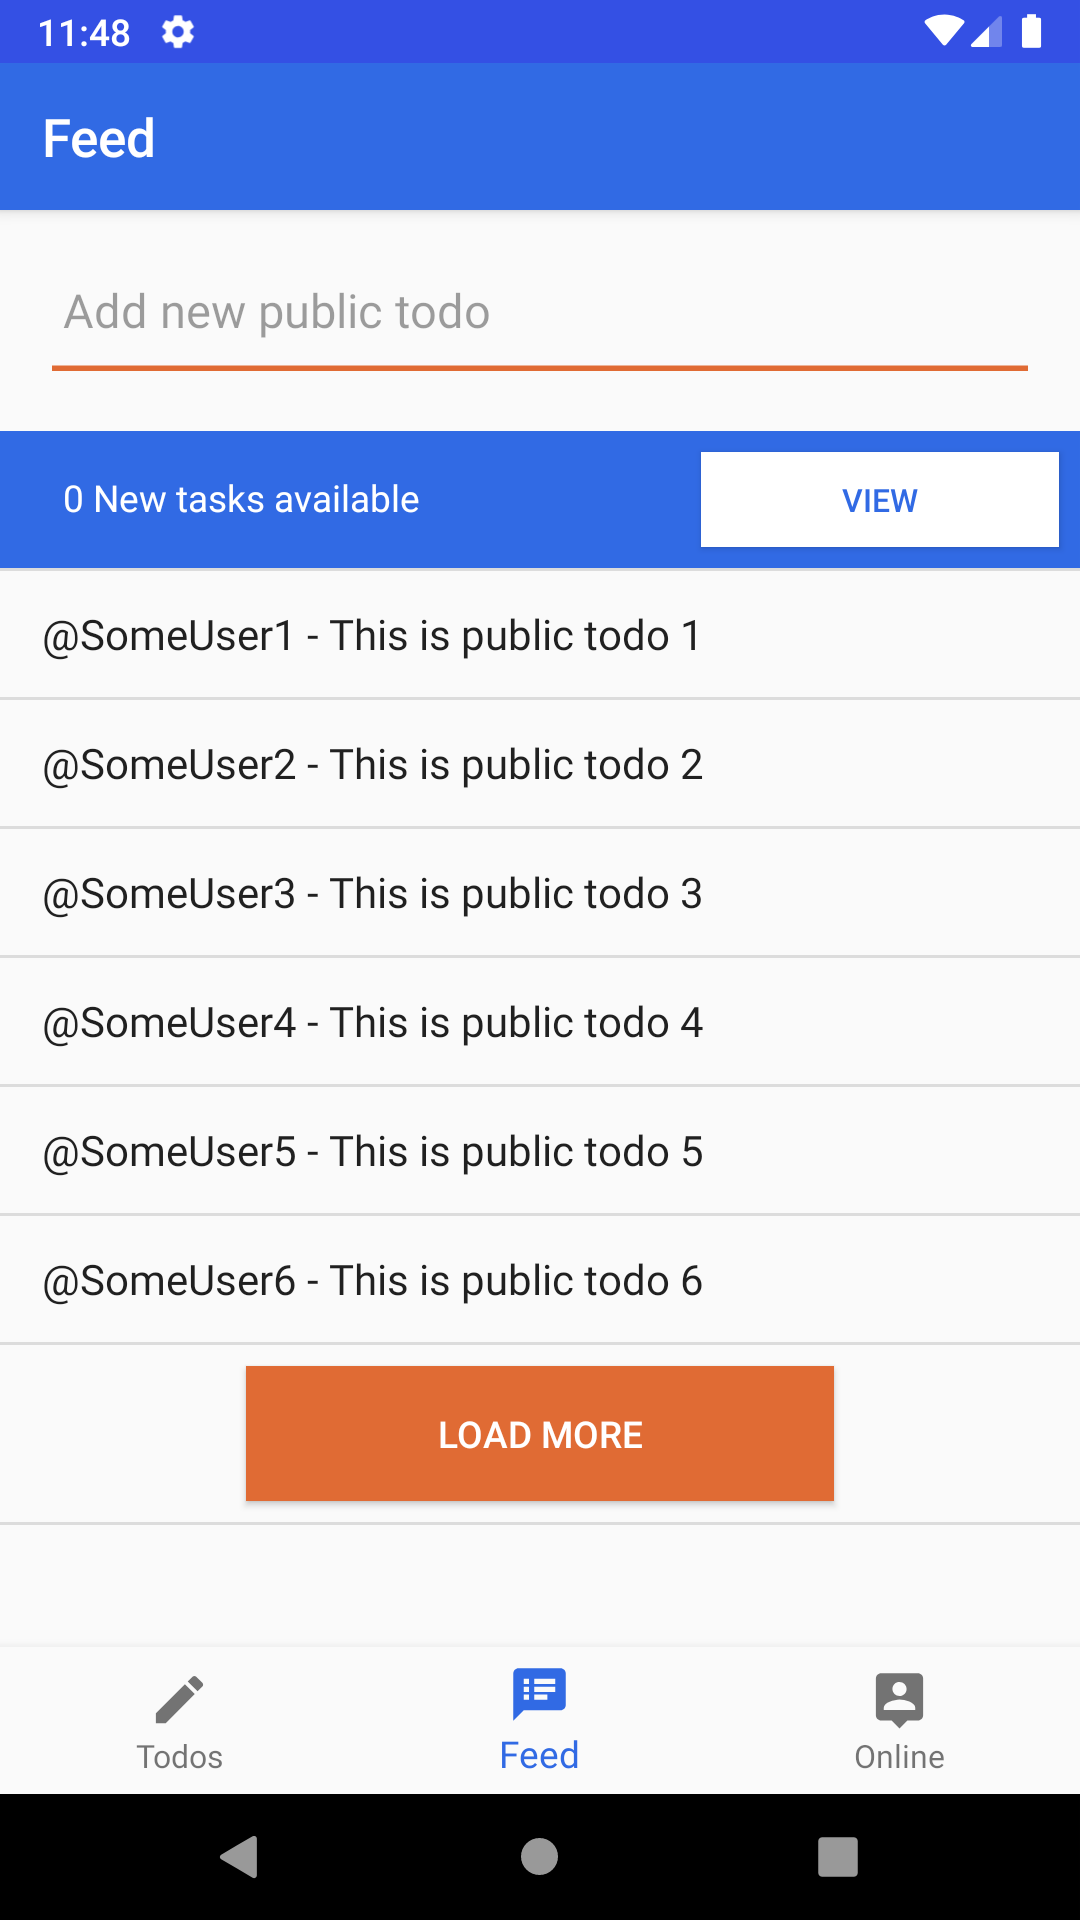 11:48
Feed
Add new public todo
0 New tasks available
VIEW
@SomeUser1 - This is public todo 1
@SomeUser2 - This is public todo 2
@SomeUser3 - This is public todo 3
@SomeUser4 - This is public todo 4
@SomeUser5 - This is public todo 5
@SomeUser6 - This is public todo 6
LOAD MORE
Todos
Feed
Online